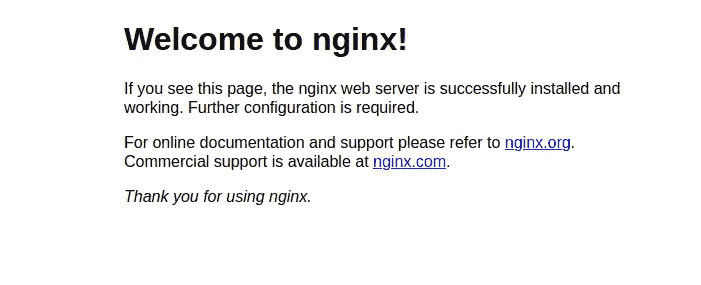 Welcome to nginx!
If you see this page, the nginx web server is successfully installed and
working. Further configuration is required.
For online documentation and support please refer to nginx.org.
Commercial support is available at nginx.com.
Thank you for using nginx.